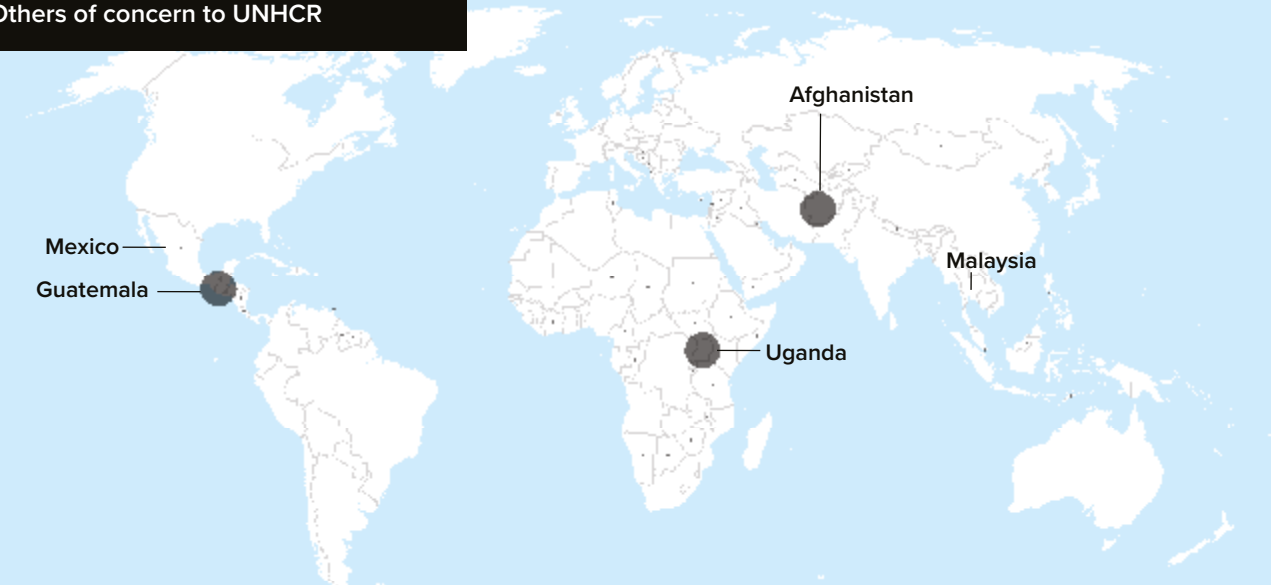 Others of concern to UNHCR
Afghanistan
Mexico
Malaysia
Guatemala
Uganda